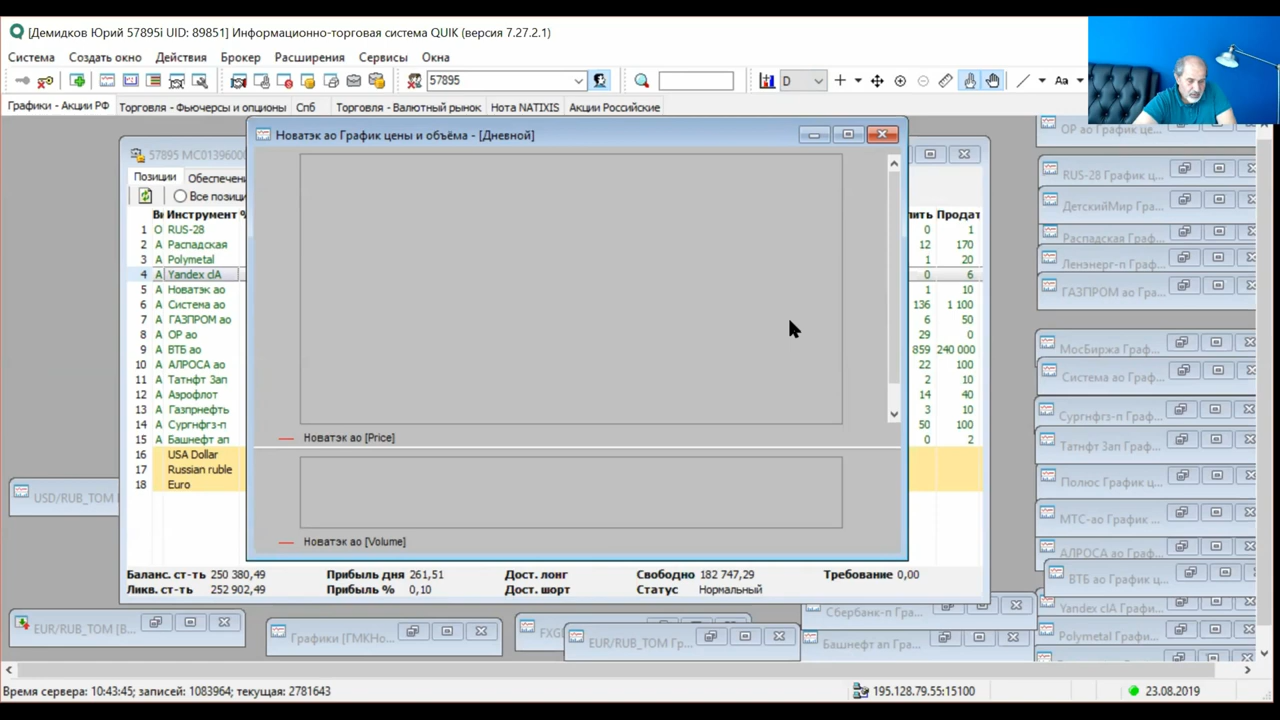 [Демидков Юрий 57895i UID: 89851] Информационно-торговая система QUIK (версия 7.27.2.1)
Система Создать окно Действия Брокер Расширения Сервисы Окна
57895 D Aa
Графики - Акции РФ Торговля - Фьючерсы и опционы Спб Торговля - Валютный рынок Нота NATIXIS Акции Российские
Новатэк ао График цены и объёма - [Дневной]
57895 MC01396000
Позиции Обеспечени
Все позици
Ви Инструмент % пить Продат
1 О RUS-28 0 1
2 А Распадская 12 170
3 А Polymetal 1 20
4 А Yandex clA 0 6
5 А Новатэк ао 1 10
6 А Система ао 136 1 100
7 А ГАЗПРОМ ао 6 50
8 А ОР ао 29 0
9 А ВТБ ао 859 240 000
10 А АЛРОСА ао 22 100
11 А Татнфт 3ап 2 10
12 А Аэрофлот 14 40
13 А Газпрнефть 3 10
14 А Сургнфгз-п 50 100
15 А Башнефт ап 0 2
16 USA Dollar
17 Russian ruble
18 Euro
Новатэк ао [Price]
Новатэк ао [Volume]
Баланс. ст-ть 250 380,49 Прибыль дня 261,51 Дост. лонг Свободно 182 747,29 Требование 0,00
Ликв. ст-ть 252 902,49 Прибыль % 0,10 Дост. шорт Статус Нормальный
ОР ао График це...
RUS-28 График ц...
ДетскийМир Гра...
Распадская Граф...
Ленэнерг-п Граф...
ГАЗПРОМ ао Гра...
МосБиржа Граф...
Система ао Граф...
Сургнфгз-п Граф...
Татнфт 3ап Граф...
Полюс График ц...
МТС-ао График ...
АЛРОСА ао Граф...
ВТБ ао График ц...
Yandex clA Графи...
Polymetal Графи...
USD/RUB_TOM
EUR/RUB_TOM [В...
Графики [ГМКНо...
FXG
EUR/RUB_TOM Гр...
Сбербанк-п Гра...
Башнефт ап Гра...
Время сервера: 10:43:45; записей: 1083964; текущая: 2781643 195.128.79.55:15100 23.08.2019